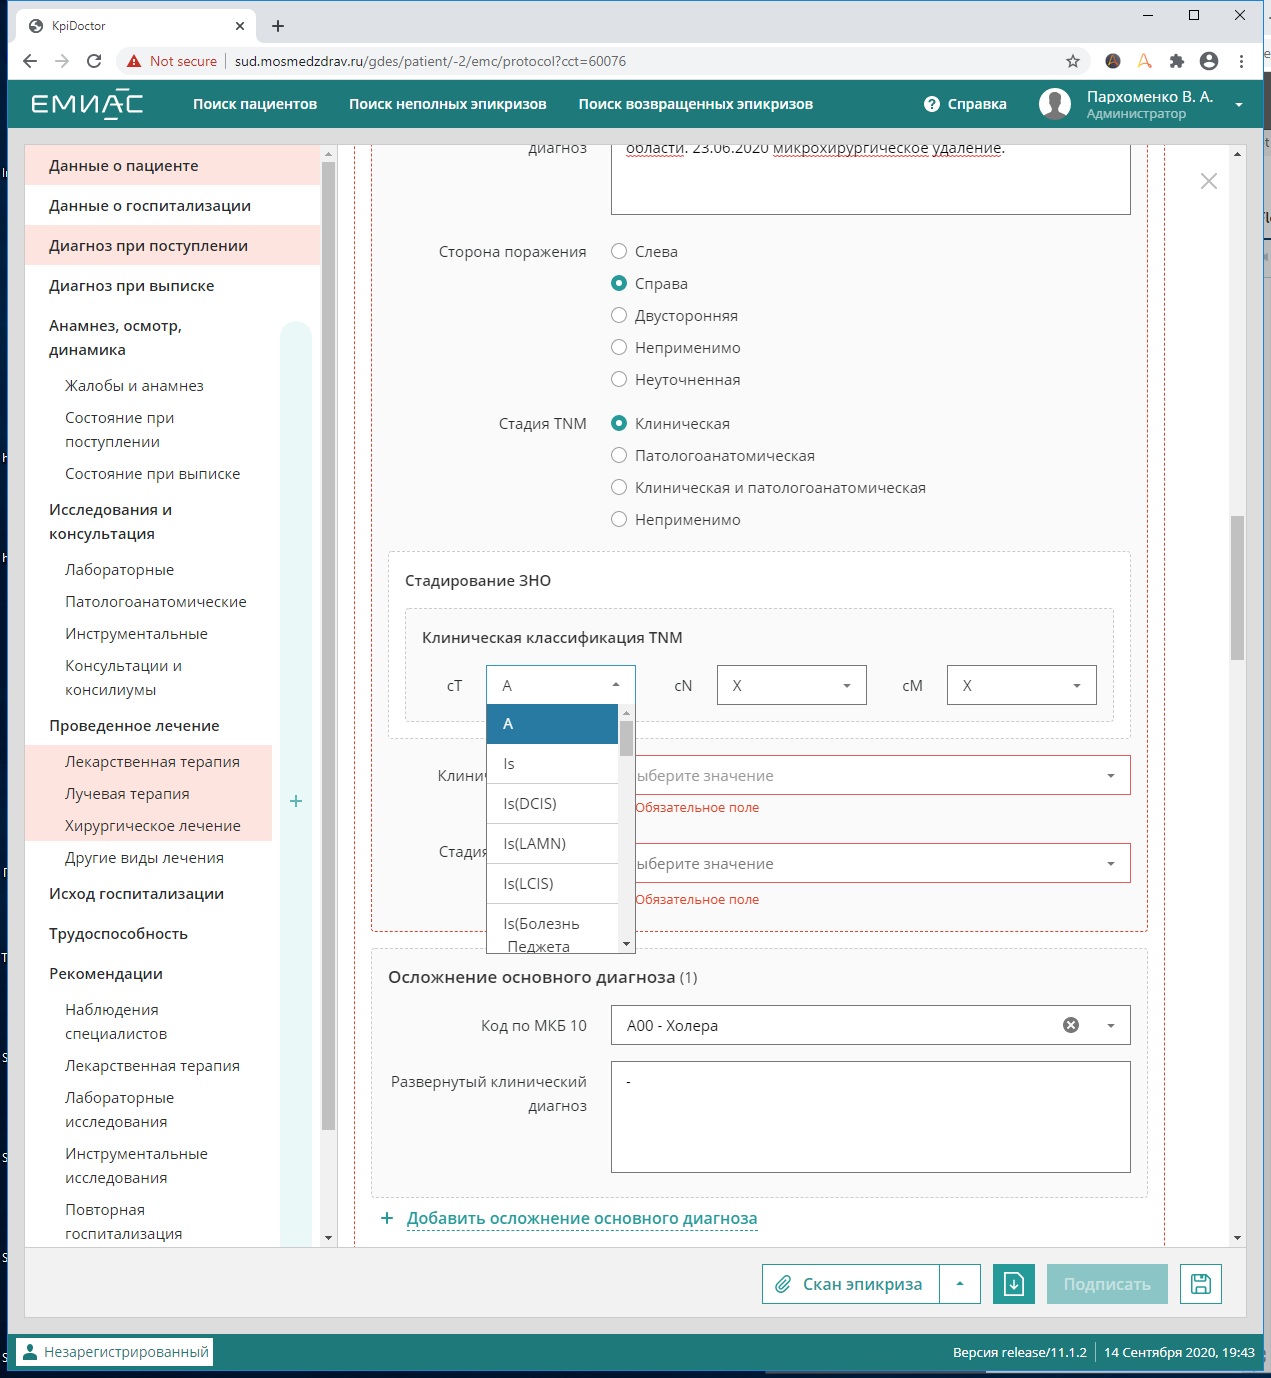 KpiDoctor
Not secure
sud.mosmedzdrav.ru/gdes/patient/-2/emc/protocol?cct=60076
ЕМИАС
Поиск пациентов
Поиск неполных эпикризов
Поиск возвращенных эпикризов
? Справка
Пархоменко В. А.
Администратор
Данные о пациенте
Данные о госпитализации
Диагноз при поступлении
Диагноз при выписке
Анамнез, осмотр,
динамика
Жалобы и анамнез
Состояние при
поступлении
Состояние при выписке
Исследования и
консультация
Лабораторные
Патологоанатомические
Инструментальные
Консультации и
консилиумы
Проведенное лечение
Лекарственная терапия
Лучевая терапия
Хирургическое лечение
Другие виды лечения
Исход госпитализации
Трудоспособность
Рекомендации
Наблюдения
специалистов
Лекарственная терапия
Лабораторные
исследования
Инструментальные
исследования
Повторная
госпитализация
+
диагноз
области. 23.06.2020 микрохирургическое удаление.
Сторона поражения
Слева
Справа
Двусторонняя
Неприменимо
Неуточненная
Стадия TNM
Клиническая
Патологоанатомическая
Клиническая и патологоанатомическая
Неприменимо
Стадирование ЗНО
Клиническая классификация TNM
cT
A
cN
X
cM
X
A
Is
Is(DCIS)
Is(LAMN)
Is(LCIS)
Is(Болезнь
Педжета
Клинич
ыберите значение
Обязательное поле
Стадия
ыберите значение
Обязательное поле
Осложнение основного диагноза (1)
Код по МКБ 10
A00 - Холера
Развернутый клинический
диагноз
-
+ Добавить осложнение основного диагноза
Скан эпикриза
Подписать
Незарегистрированный
Версия release/11.1.2
14 Сентября 2020, 19:43